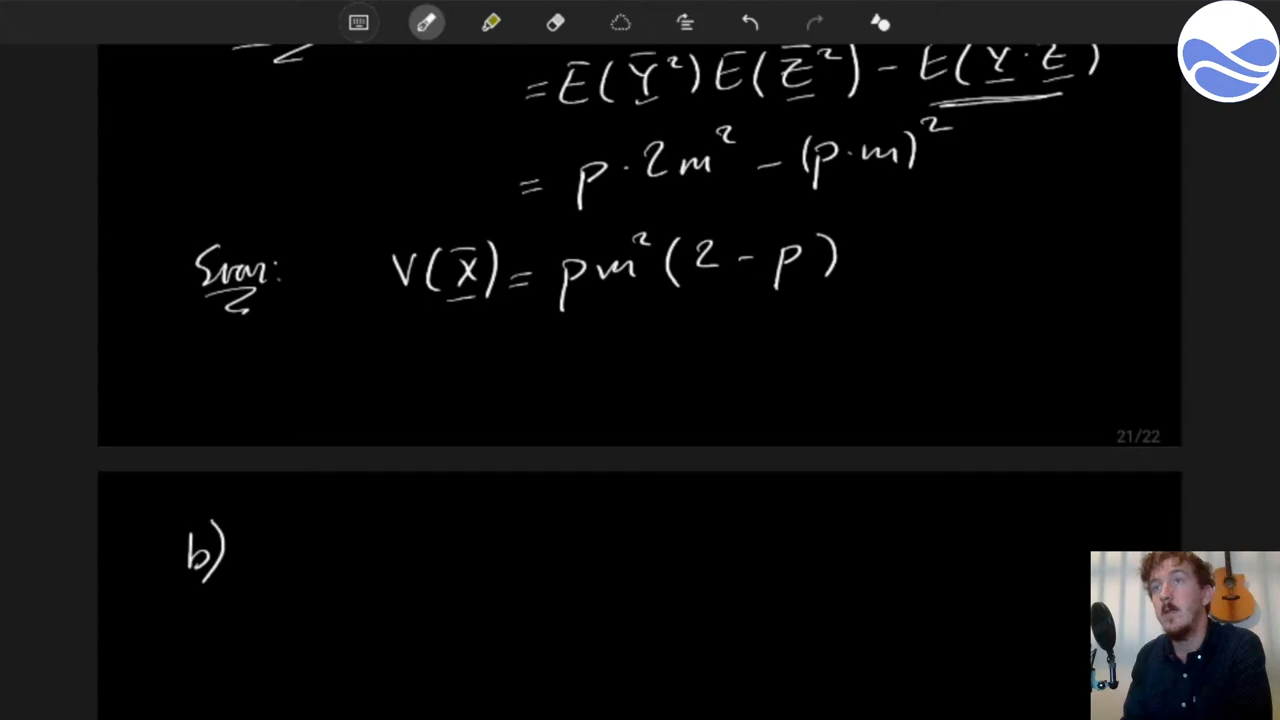 = E(Y²)E(Z²) - E(Y·Z)
= p · 2m² - (p·m)²
Svar: V(X) = pm²(2 - p)
21/22
b)